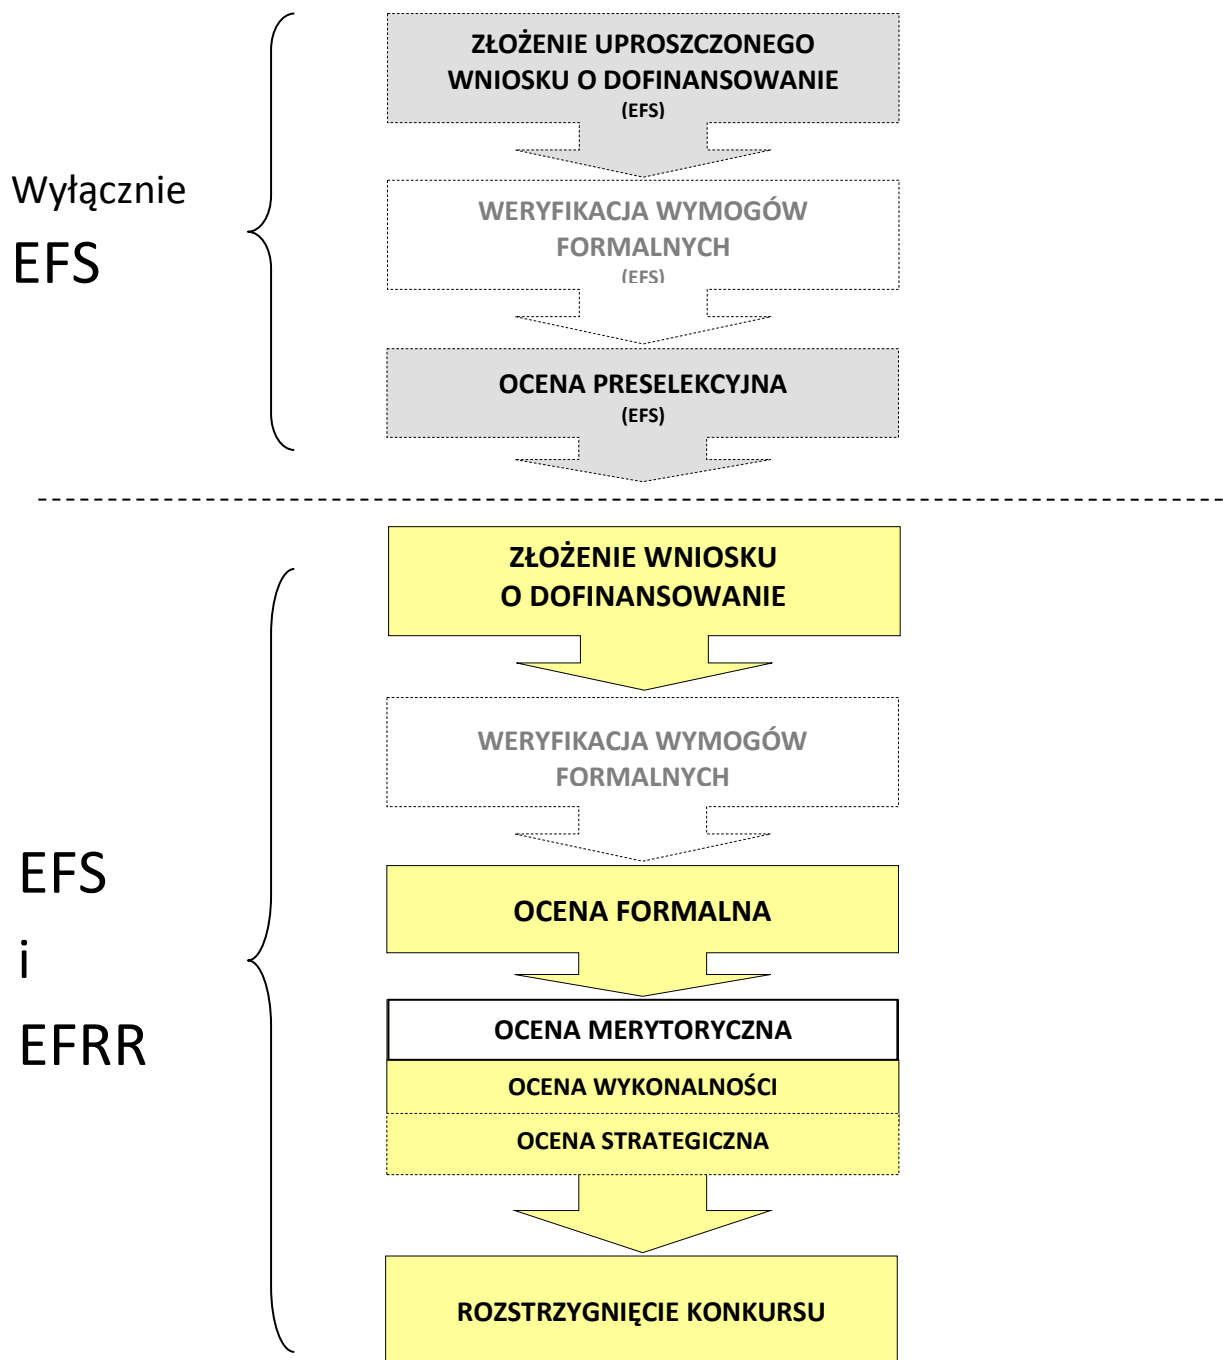 ZŁOŻENIE UPROSZCZONEGO
WNIOSKU O DOFINANSOWANIE
(EFS)
Wyłącznie
EFS
WERYFIKACJA WYMOGÓW
FORMALNYCH
(EFS)
OCENA PRESELEKCYJNA
(EFS)
ZŁOŻENIE WNIOSKU
O DOFINANSOWANIE
WERYFIKACJA WYMOGÓW
FORMALNYCH
EFS
i
EFRR
OCENA FORMALNA
OCENA MERYTORYCZNA
OCENA WYKONALNOŚCI
OCENA STRATEGICZNA
ROZSTRZYGNIĘCIE KONKURSU